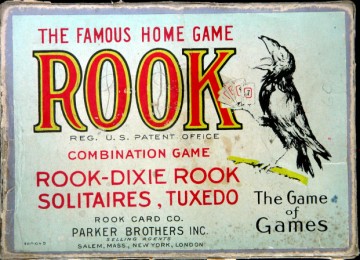 THE FAMOUS HOME GAME
ROOK
REG. U.S. PATENT OFFICE
COMBINATION GAME
ROOK-DIXIE ROOK
SOLITAIRES, TUXEDO
ROOK CARD CO.
PARKER BROTHERS INC.
SELLING AGENTS
SALEM, MASS., NEW YORK, LONDON
The Game
of
Games